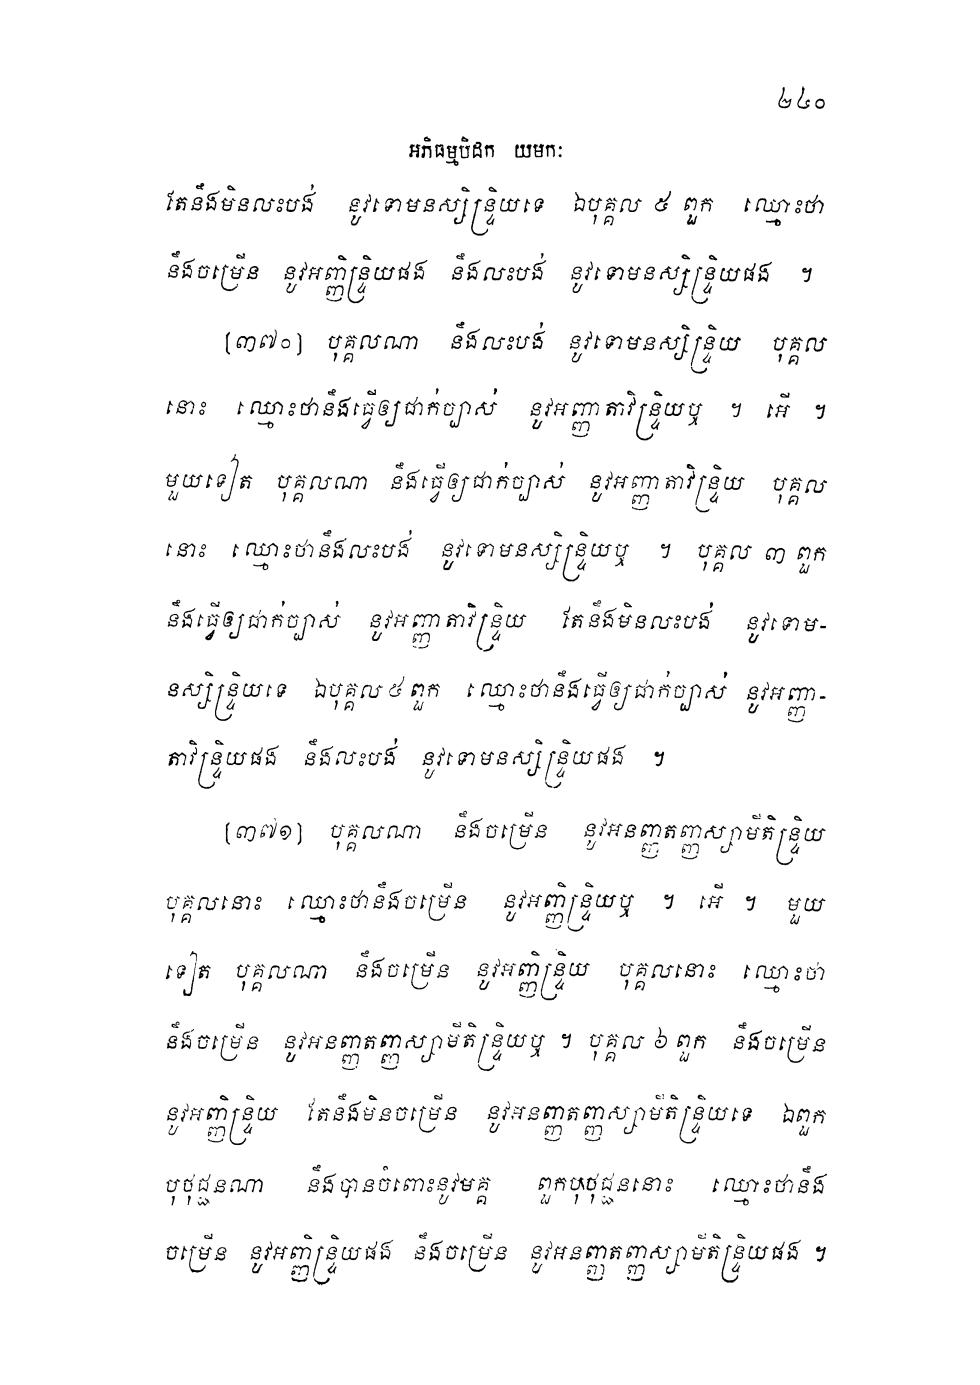 ២៤០
អភិធម្មបិដក យមកៈ
តែនឹងមិនលះបង់ នូវទោមនស្សិន្ទ្រិយទេ ឯបុគ្គល ៥ ពួក ឈ្មោះថា
នឹងចម្រើន នូវអញ្ញិន្ទ្រិយផង នឹងលះបង់ នូវទោមនស្សិន្ទ្រិយផង ។
(៣៧០) បុគ្គលណា នឹងលះបង់ នូវទោមនស្សិន្ទ្រិយ បុគ្គល
នោះ ឈ្មោះថានឹងធ្វើឲ្យជាក់ច្បាស់ នូវអញ្ញាតាវិន្ទ្រិយឬ ។ អើ ។
មួយទៀត បុគ្គលណា នឹងធ្វើឲ្យជាក់ច្បាស់ នូវអញ្ញាតាវិន្ទ្រិយ បុគ្គល
នោះ ឈ្មោះថានឹងលះបង់ នូវទោមនស្សិន្ទ្រិយឬ ។ បុគ្គល ៣ ពួក
នឹងធ្វើឲ្យជាក់ច្បាស់ នូវអញ្ញាតាវិន្ទ្រិយ តែនឹងមិនលះបង់ នូវទោម-
នស្សិន្ទ្រិយទេ ឯបុគ្គល ៥ ពួក ឈ្មោះថានឹងធ្វើឲ្យជាក់ច្បាស់ នូវអញ្ញា-
តាវិន្ទ្រិយផង នឹងលះបង់ នូវទោមនស្សិន្ទ្រិយផង ។
(៣៧១) បុគ្គលណា នឹងចម្រើន នូវអនញ្ញតញ្ញស្សាមីតិន្ទ្រិយ
បុគ្គលនោះ ឈ្មោះថានឹងចម្រើន នូវអញ្ញិន្ទ្រិយឬ ។ អើ ។ មួយ
ទៀត បុគ្គលណា នឹងចម្រើន នូវអញ្ញិន្ទ្រិយ បុគ្គលនោះ ឈ្មោះថា
នឹងចម្រើន នូវអនញ្ញតញ្ញស្សាមីតិន្ទ្រិយឬ ។ បុគ្គល ៦ ពួក នឹងចម្រើន
នូវអញ្ញិន្ទ្រិយ តែនឹងមិនចម្រើន នូវអនញ្ញតញ្ញស្សាមីតិន្ទ្រិយទេ ឯពួក
បុថុជ្ជនណា នឹងបានចំពោះនូវមគ្គ ពួកបុថុជ្ជននោះ ឈ្មោះថានឹង
ចម្រើន នូវអញ្ញិន្ទ្រិយផង នឹងចម្រើន នូវអនញ្ញតញ្ញស្សាមីតិន្ទ្រិយផង ។